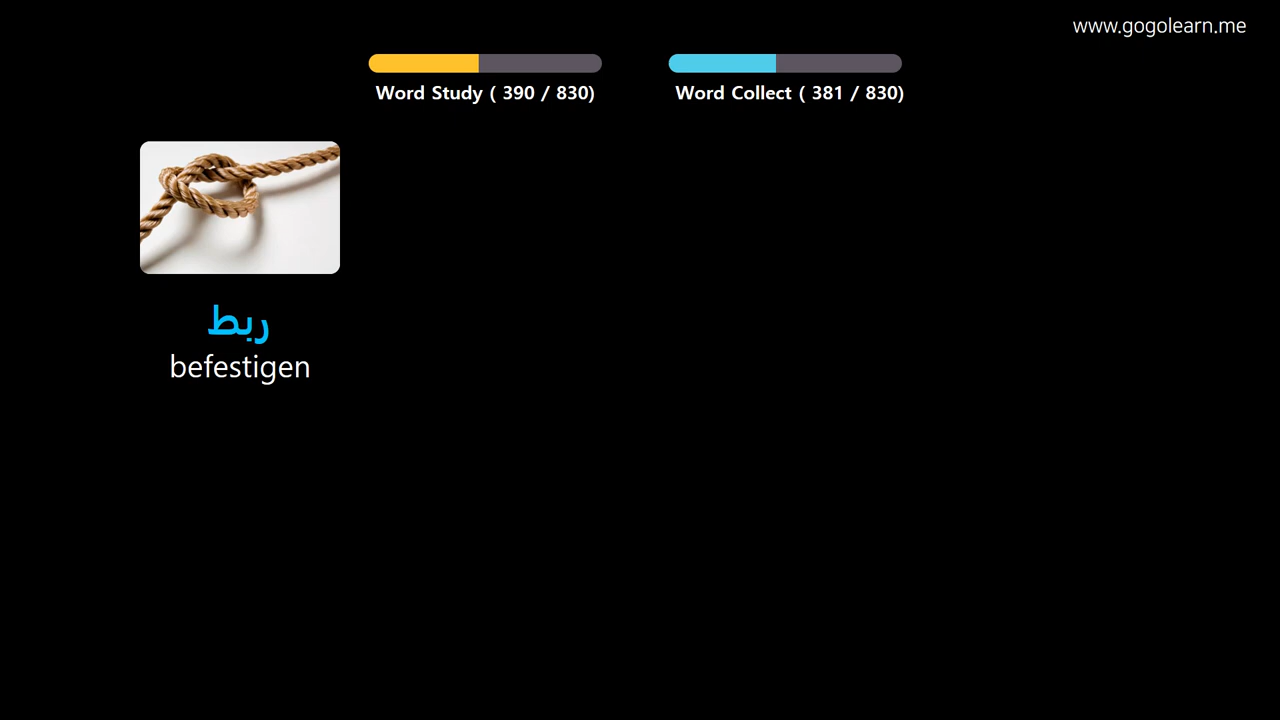 www.gogolearn.me
Word Study ( 390 / 830)
Word Collect ( 381 / 830)
ربط
befestigen